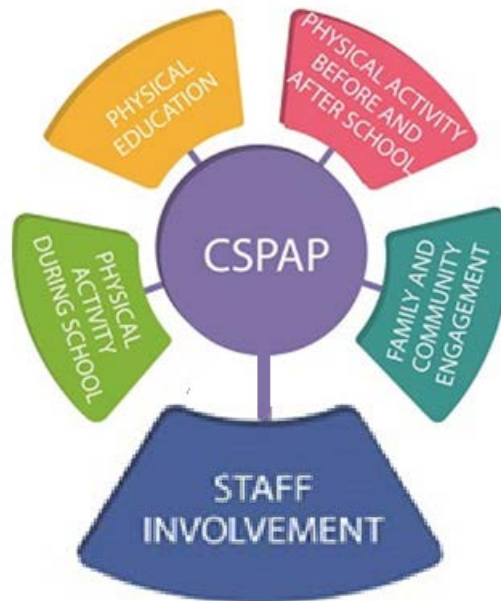 PHYSICAL
EDUCATION
PHYSICAL ACTIVITY
BEFORE AND
AFTER SCHOOL
CSPAP
PHYSICAL
ACTIVITY
DURING SCHOOL
FAMILY AND
COMMUNITY
ENGAGEMENT
STAFF
INVOLVEMENT